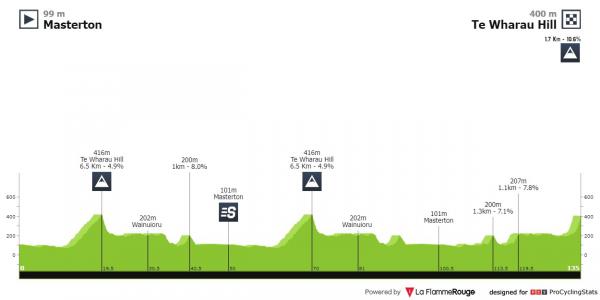 99 m
Masterton
400 m
Te Wharau Hill
1.7 Km - 10.6%
416m
Te Wharau Hill
6.5 Km - 4.9%
200m
1km - 8.0%
101m
Masterton
202m
Wainuioru
416m
Te Wharau Hill
6.5 Km - 4.9%
202m
Wainuioru
101m
Masterton
200m
1.3km - 7.1%
207m
1.1km - 7.8%
600
400
200
0
600
400
200
0
S
0
19.5
50
70
81
100.5
113.5
119.5
135
Powered by La FlammeRouge
designed for PCS ProCyclingStats